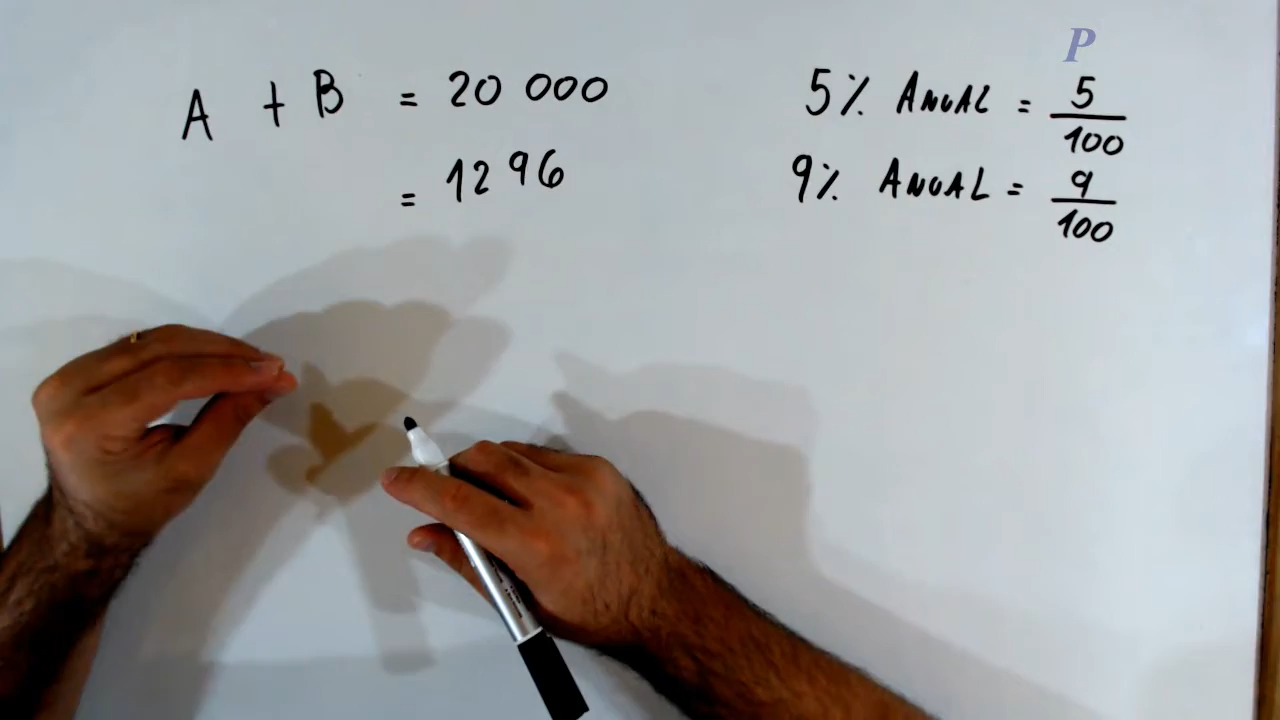 P
A + B = 20 000
= 1296
5% ANUAL = 5/100
9% ANUAL = 9/100